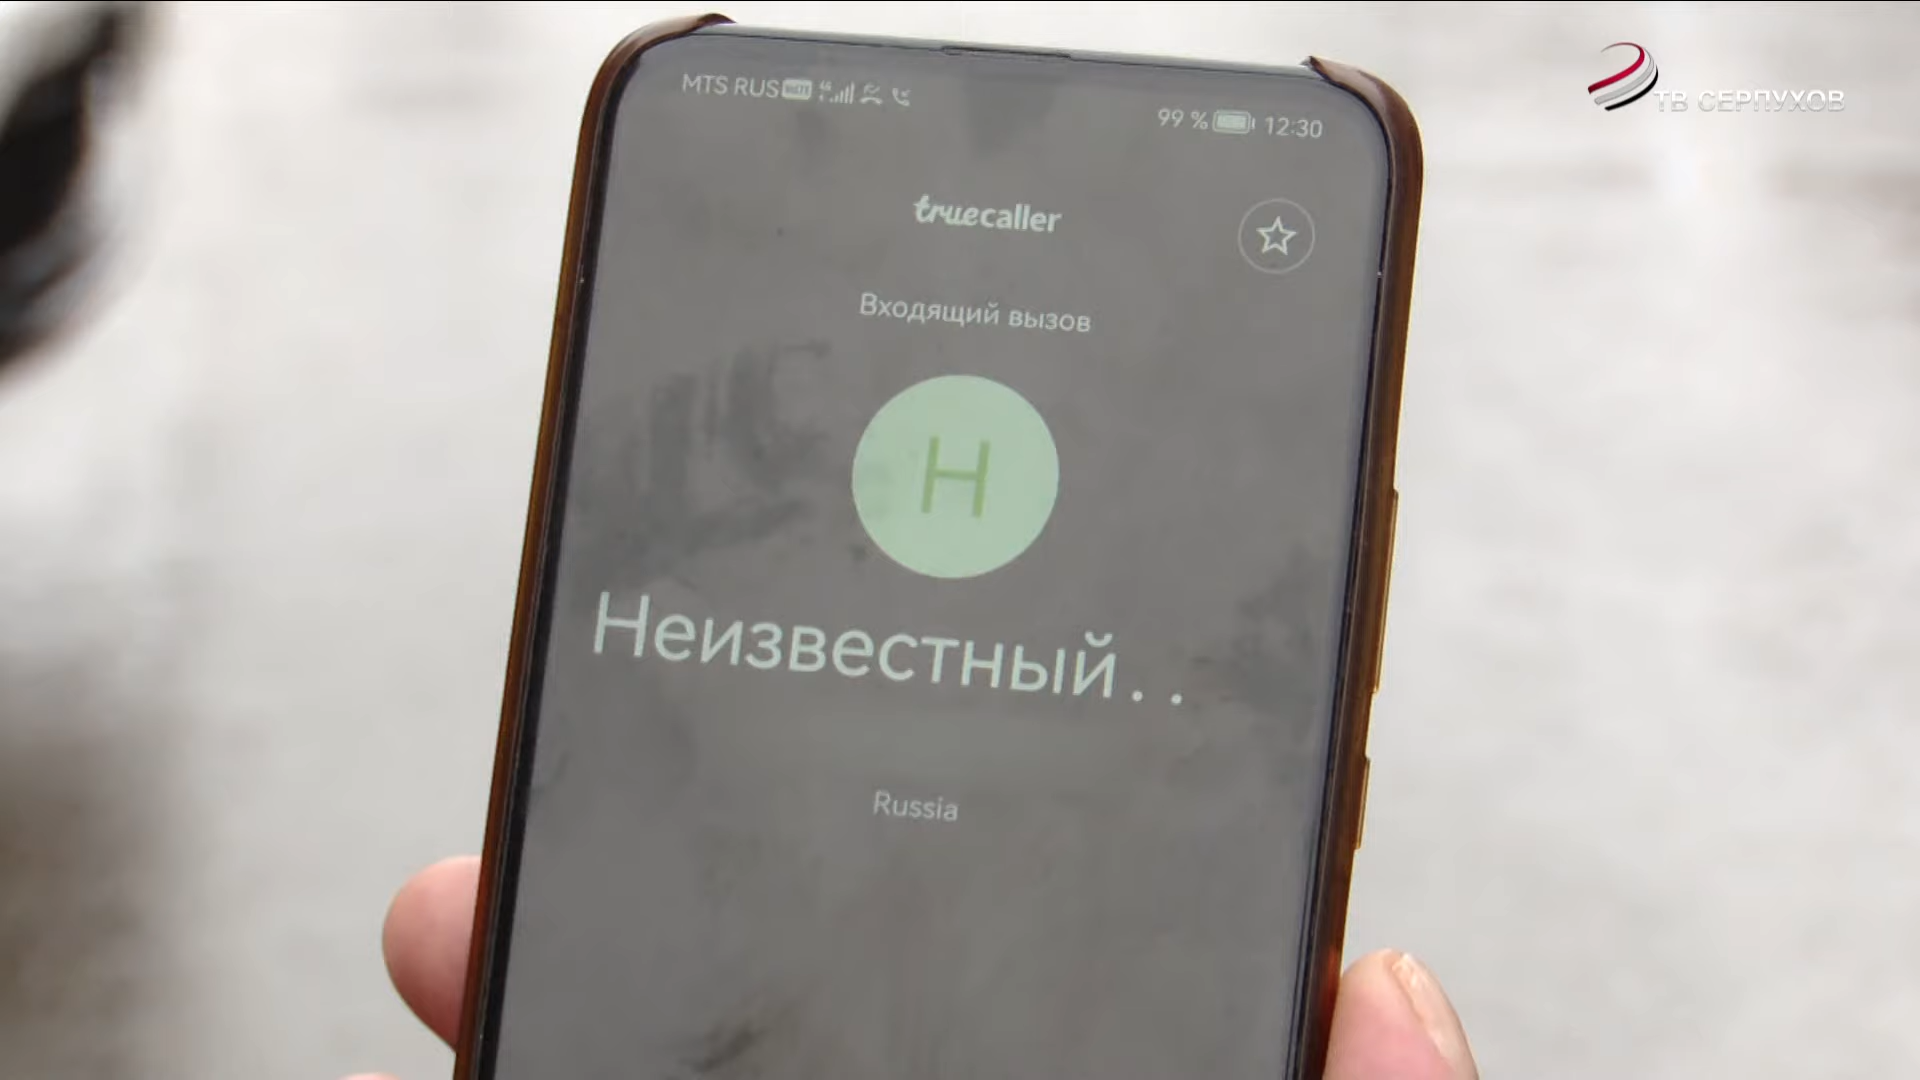 MTS RUS
99 % 12:30
ТВ СЕРПУХОВ
truecaller
Входящий вызов
Н
Неизвестный. .
Russia